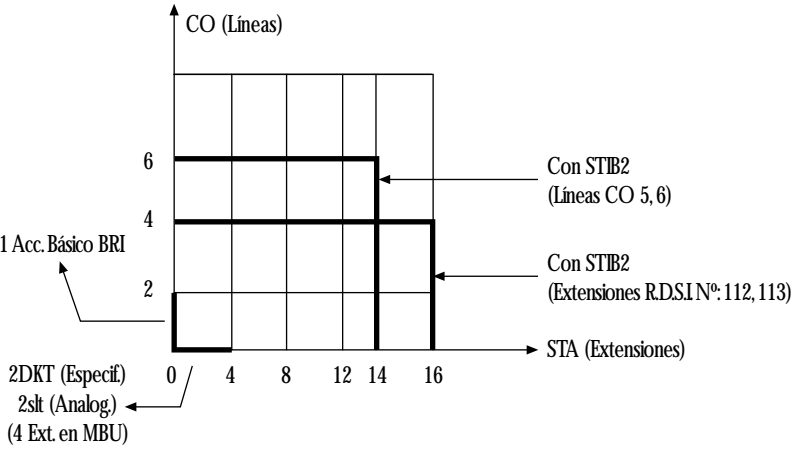 CO (Líneas)
6
Con STIB2
(Líneas CO 5, 6)
4
1 Acc. Básico BRI
Con STIB2
(Extensiones R.D.S.I. Nº: 112, 113)
2
STA (Extensiones)
0 4 8 12 14 16
2DKT (Especif.)
2slt (Analog.)
(4 Ext. en MBU)